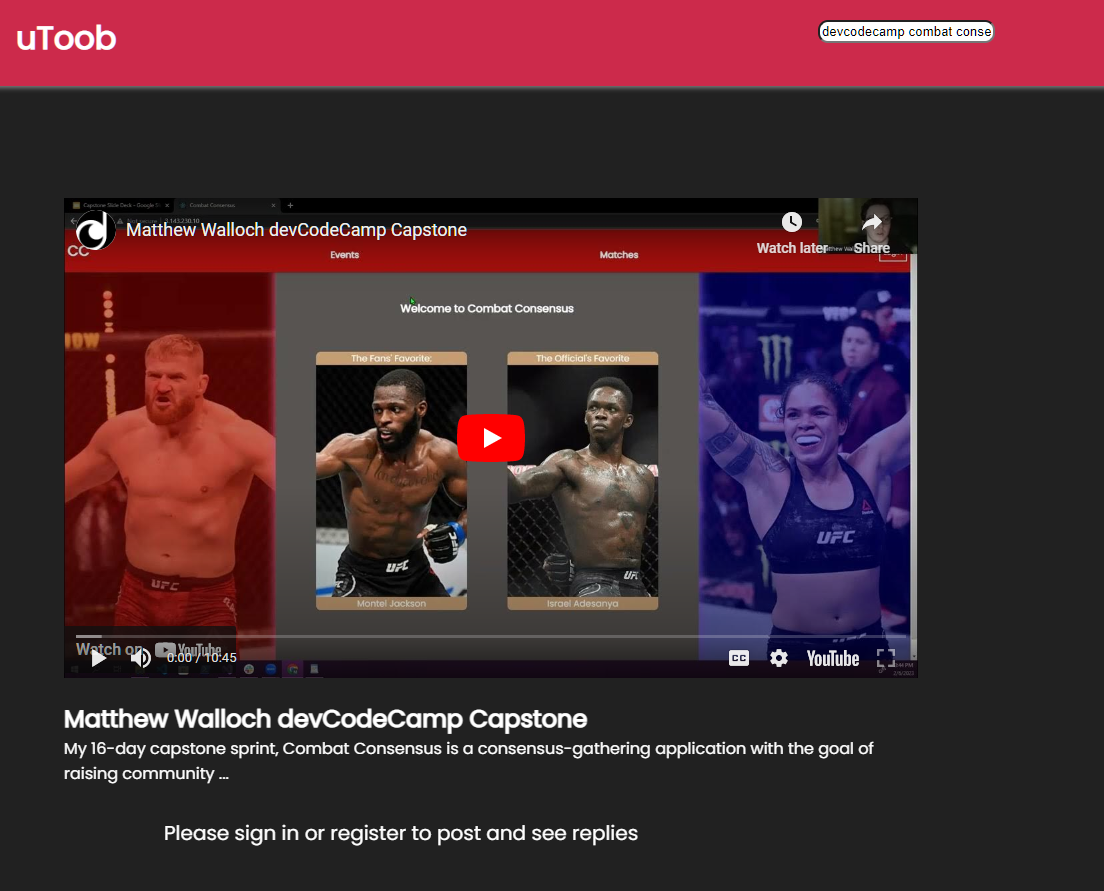 uToob
devcodecamp combat conse
Capstone Slide Deck - Google Sl
Combat Consensus
Matthew Walloch devCodeCamp Capstone
CC
Events
Matches
Watch later
Share
Welcome to Combat Consensus
The Fans' Favorite:
The Official's Favorite
UFC
UFC
UFC
UFC
UFC
Montel Jackson
Israel Adesanya
Watch on YouTube
0:00 / 10:45
CC
YouTube
Matthew Walloch devCodeCamp Capstone
My 16-day capstone sprint, Combat Consensus is a consensus-gathering application with the goal of
raising community ...
Please sign in or register to post and see replies